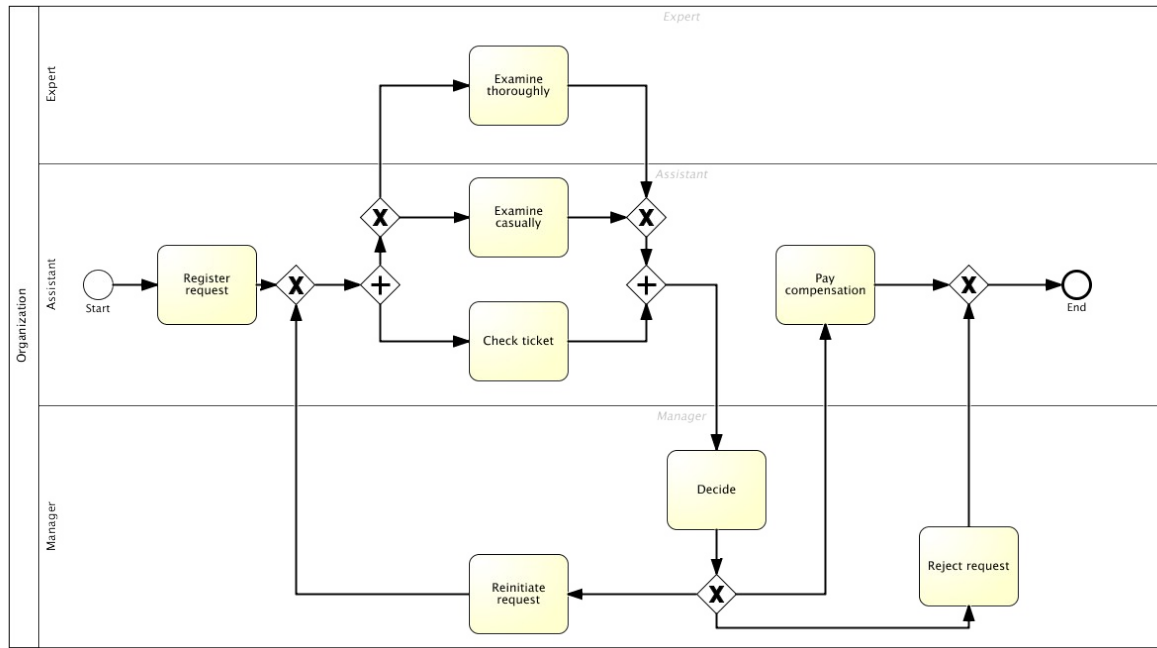 Organization
Expert
Expert
Examine
thoroughly
Assistant
Assistant
Examine
casually
Start
Register
request
Check ticket
Pay
compensation
End
Manager
Manager
Decide
Reinitiate
request
Reject request